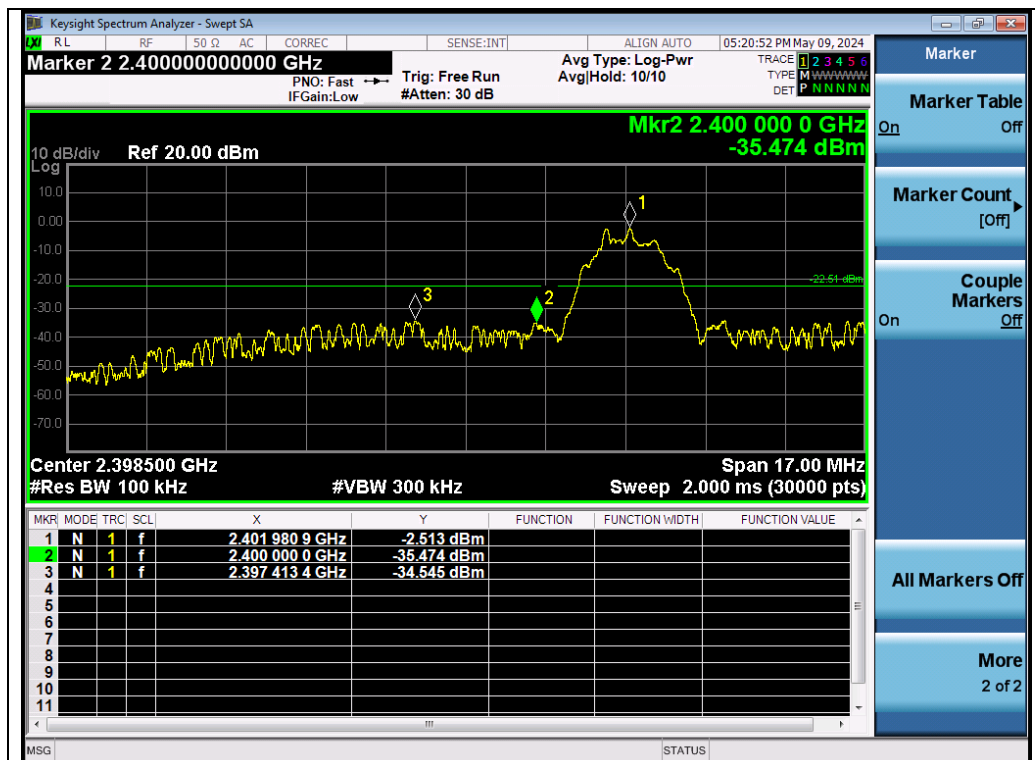 Keysight Spectrum Analyzer - Swept SA
LXI RL RF 50 Ω AC CORREC SENSE:INT ALIGN AUTO 05:20:52 PM May 09, 2024
Marker 2 2.400000000000 GHz
PNO: Fast
IFGain:Low
Trig: Free Run
#Atten: 30 dB
Avg Type: Log-Pwr
Avg|Hold: 10/10
TRACE 1 2 3 4 5 6
TYPE M WWWWW
DET P N N N N N
Mkr2 2.400 000 0 GHz
-35.474 dBm
10 dB/div Ref 20.00 dBm
Log
10.0
0.00
-10.0
-20.0
-30.0
-40.0
-50.0
-60.0
-70.0
1
2
3
-22.51 dBm
Center 2.398500 GHz Span 17.00 MHz
#Res BW 100 kHz #VBW 300 kHz Sweep 2.000 ms (30000 pts)
MKR MODE TRC SCL X Y FUNCTION FUNCTION WIDTH FUNCTION VALUE
1 N 1 f 2.401 980 9 GHz -2.513 dBm
2 N 1 f 2.400 000 0 GHz -35.474 dBm
3 N 1 f 2.397 413 4 GHz -34.545 dBm
4
5
6
7
8
9
10
11
MSG STATUS
Marker
Marker Table
On Off
Marker Count
[Off]
Couple
Markers
On Off
All Markers Off
More
2 of 2